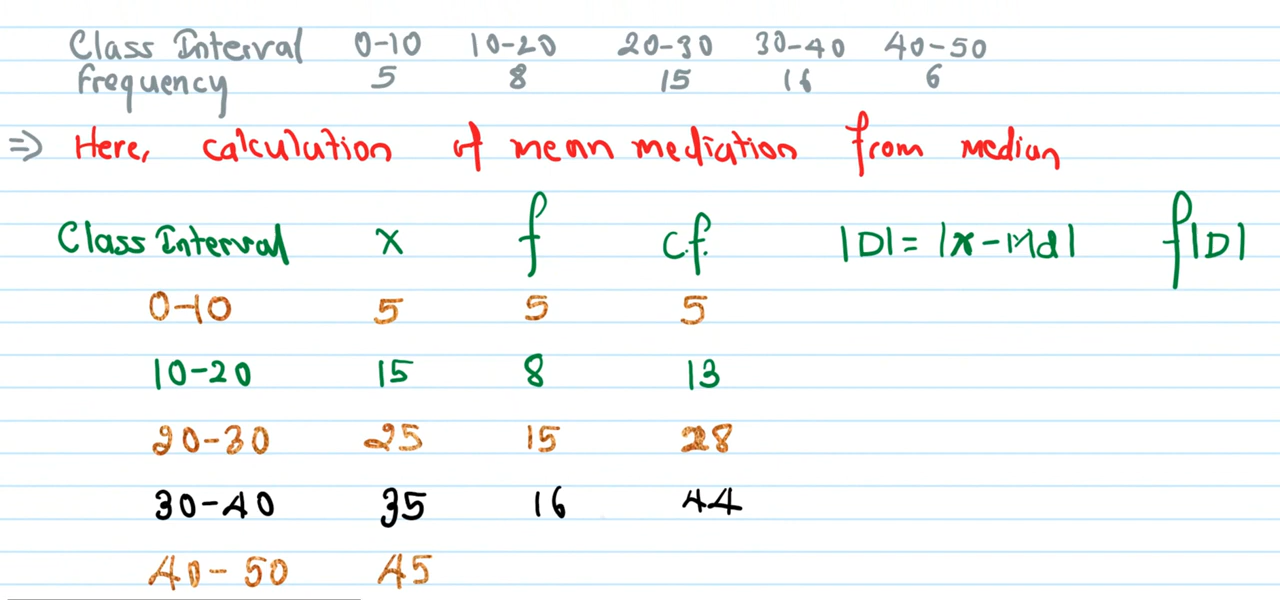 Class Interval 0-10 10-20 20-30 30-40 40-50
frequency 5 8 15 16 6
⇒ Here, calculation of mean mediation from median
Class Interval x f c.f. |D|= |x-Md| f|D|
0-10 5 5 5
10-20 15 8 13
20-30 25 15 28
30-40 35 16 44
40-50 45